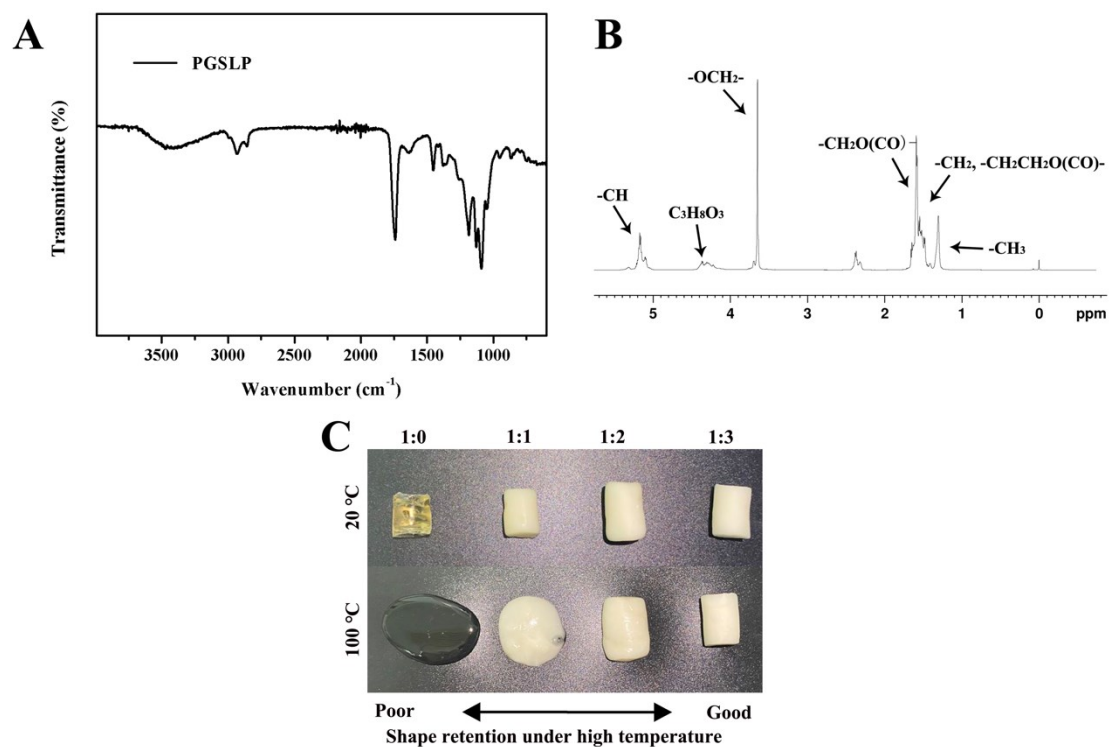 A
PGSLP
Transmittance (%)
3500 3000 2500 2000 1500 1000
Wavenumber (cm⁻¹)
B
-OCH₂-
-CH₂O(CO)
-CH₂, -CH₂CH₂O(CO)-
-CH
C₃H₈O₃
-CH₃
5 4 3 2 1 0 ppm
C
1:0 1:1 1:2 1:3
20 °C
100 °C
Poor Good
Shape retention under high temperature